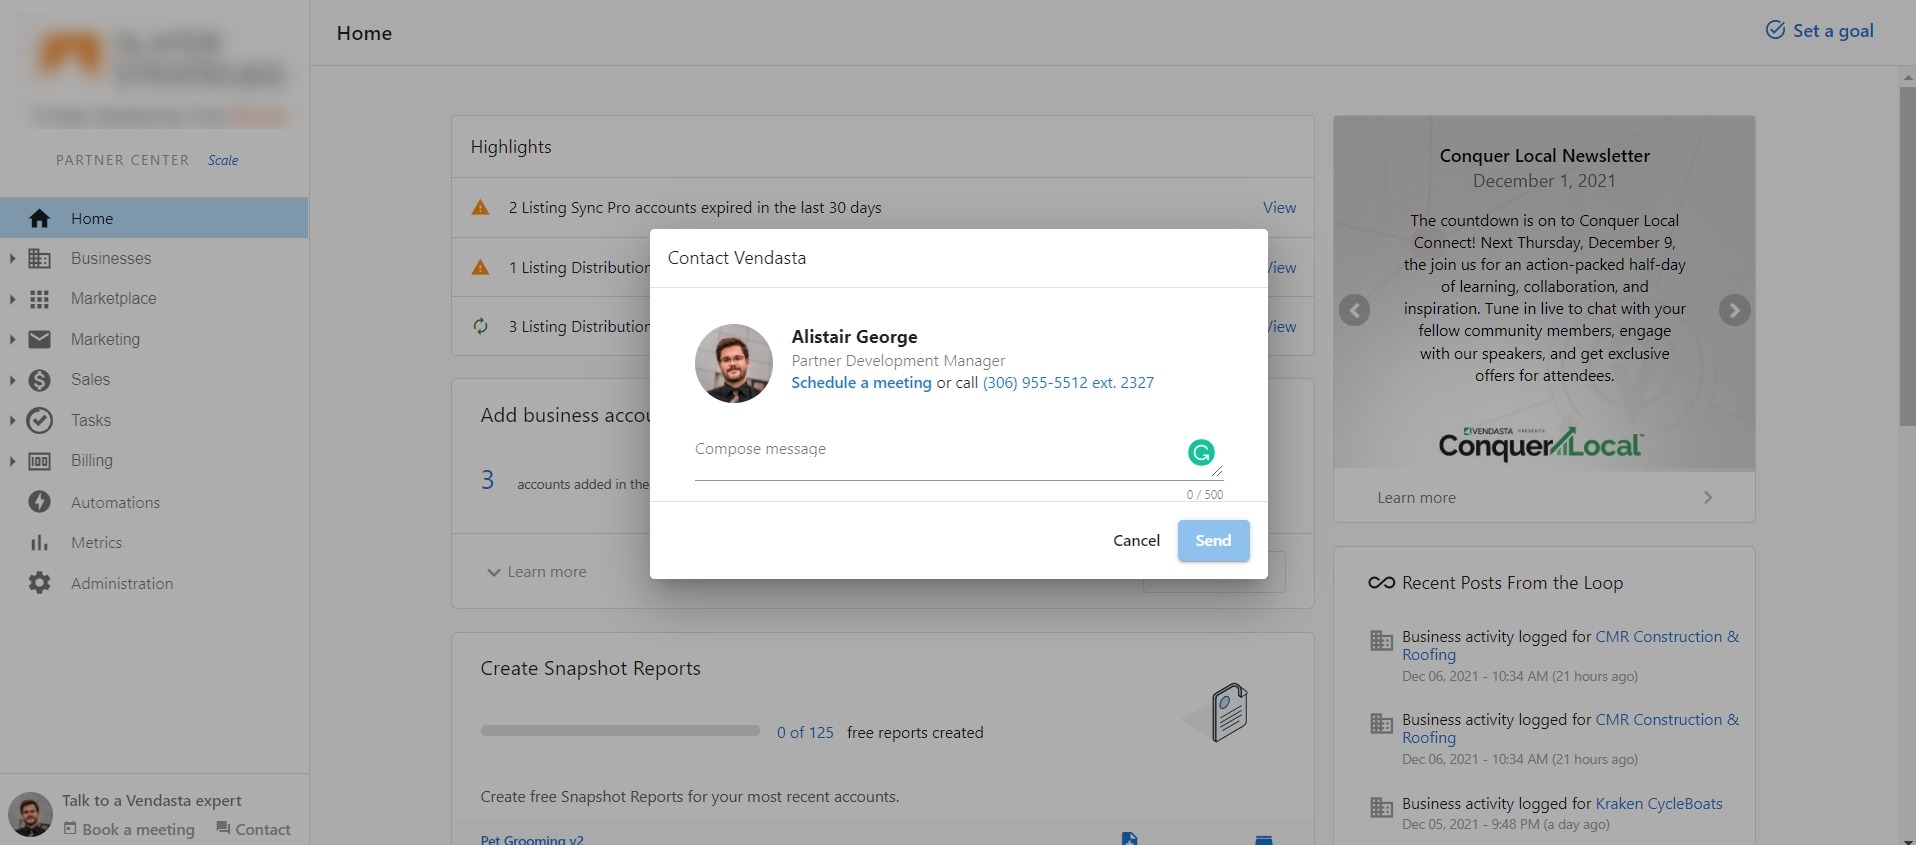 PARTNER CENTER Scale
Home
Businesses
Marketplace
Marketing
Sales
Tasks
Billing
Automations
Metrics
Administration
Talk to a Vendasta expert
Book a meeting Contact
Home
Set a goal
Highlights
2 Listing Sync Pro accounts expired in the last 30 days View
1 Listing Distribution View
3 Listing Distribution View
Add business accou
3 accounts added in the
Learn more
Contact Vendasta
Alistair George
Partner Development Manager
Schedule a meeting or call (306) 955-5512 ext. 2327
Compose message
0 / 500
Cancel Send
Create Snapshot Reports
0 of 125 free reports created
Create free Snapshot Reports for your most recent accounts.
Pet Grooming v2
Conquer Local Newsletter
December 1, 2021
The countdown is on to Conquer Local
Connect! Next Thursday, December 9,
the join us for an action-packed half-day
of learning, collaboration, and
inspiration. Tune in live to chat with your
fellow community members, engage
with our speakers, and get exclusive
offers for attendees.
VENDASTA PRESENTS
Conquer Local
Learn more
Recent Posts From the Loop
Business activity logged for CMR Construction &
Roofing
Dec 06, 2021 - 10:34 AM (21 hours ago)
Business activity logged for CMR Construction &
Roofing
Dec 06, 2021 - 10:34 AM (21 hours ago)
Business activity logged for Kraken CycleBoats
Dec 05, 2021 - 9:48 PM (a day ago)